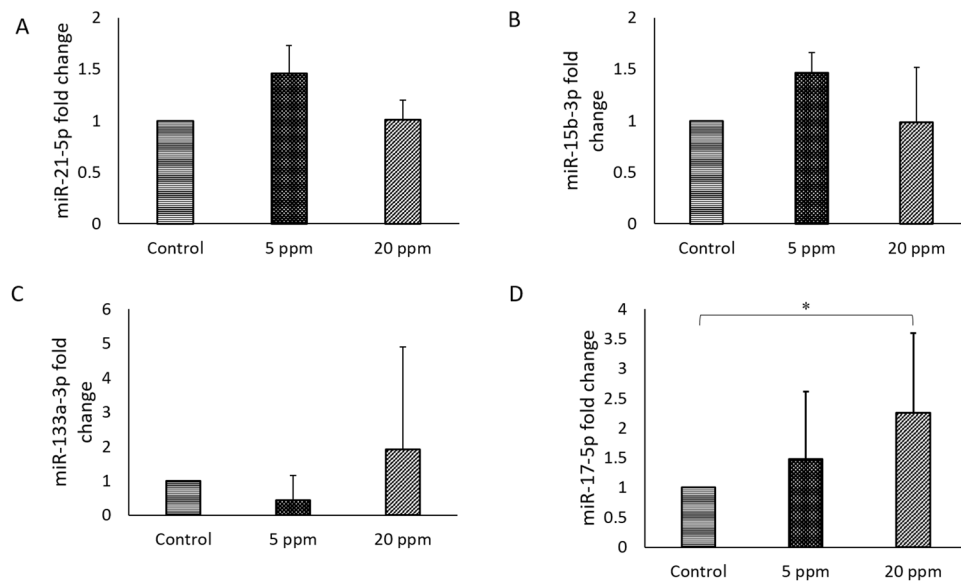 A
miR-21-5p fold change
2
1.5
1
0.5
0
Control
5 ppm
20 ppm
B
miR-15b-3p fold
change
2
1.5
1
0.5
0
Control
5 ppm
20 ppm
C
miR-133a-3p fold
change
6
5
4
3
2
1
0
Control
5 ppm
20 ppm
D
miR-17-5p fold change
4
3.5
3
2.5
2
1.5
1
0.5
0
*
Control
5 ppm
20 ppm